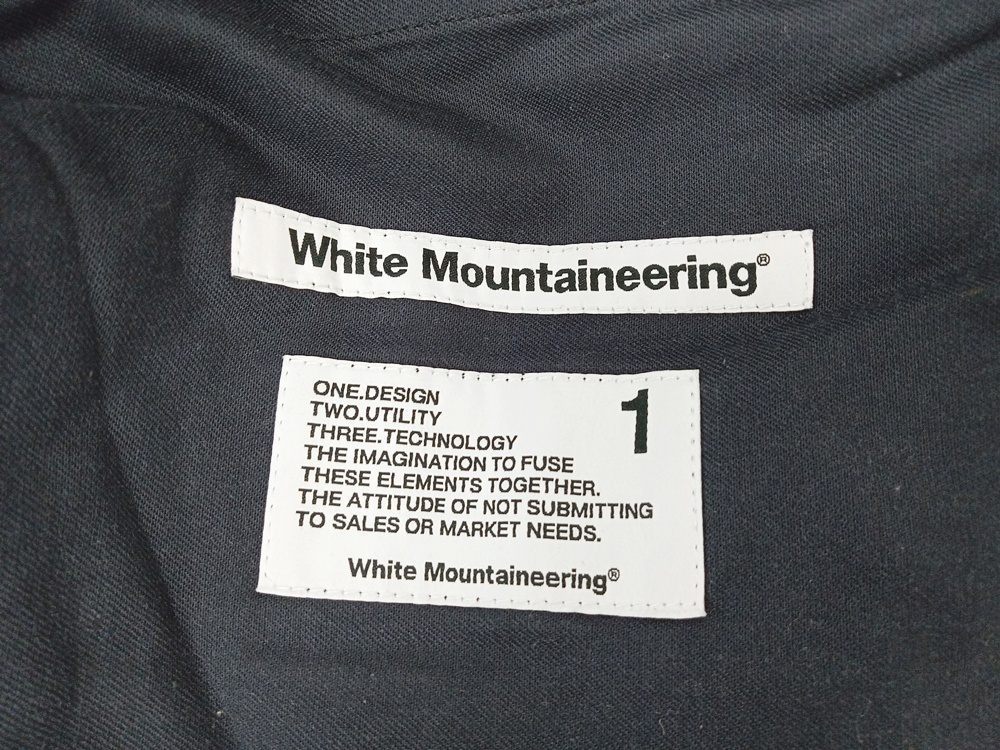 White Mountaineering®
ONE.DESIGN
TWO.UTILITY
THREE.TECHNOLOGY
THE IMAGINATION TO FUSE
THESE ELEMENTS TOGETHER.
THE ATTITUDE OF NOT SUBMITTING
TO SALES OR MARKET NEEDS.
1
White Mountaineering®